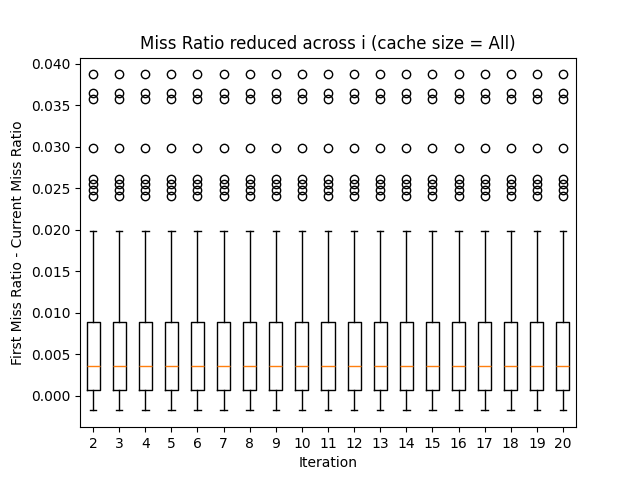 Miss Ratio reduced across i (cache size = All)
First Miss Ratio - Current Miss Ratio
0.040
0.035
0.030
0.025
0.020
0.015
0.010
0.005
0.000
2 3 4 5 6 7 8 9 10 11 12 13 14 15 16 17 18 19 20
Iteration